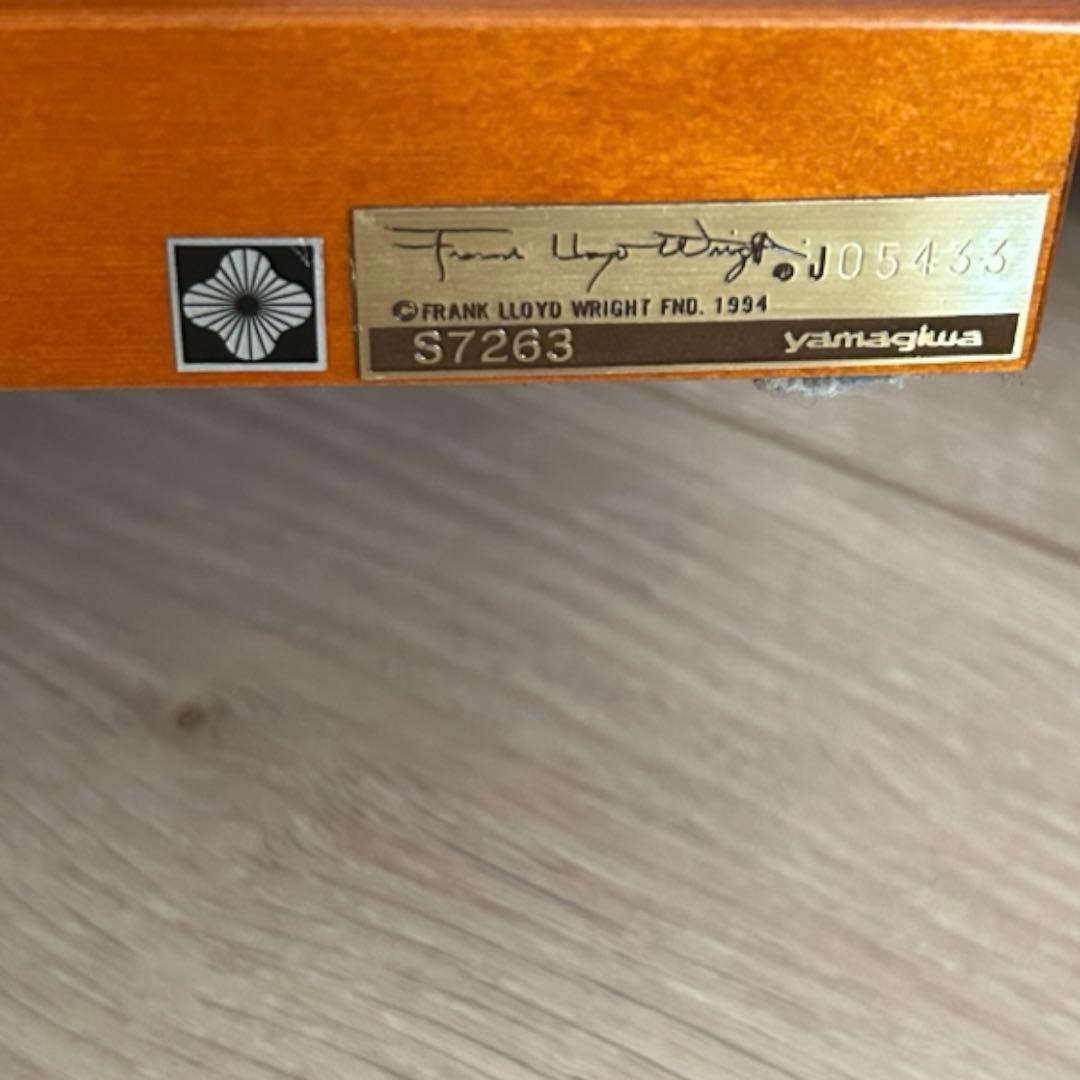 Frank Lloyd Wright® J05433
©FRANK LLOYD WRIGHT FND. 1994
S7263 yamagiwa